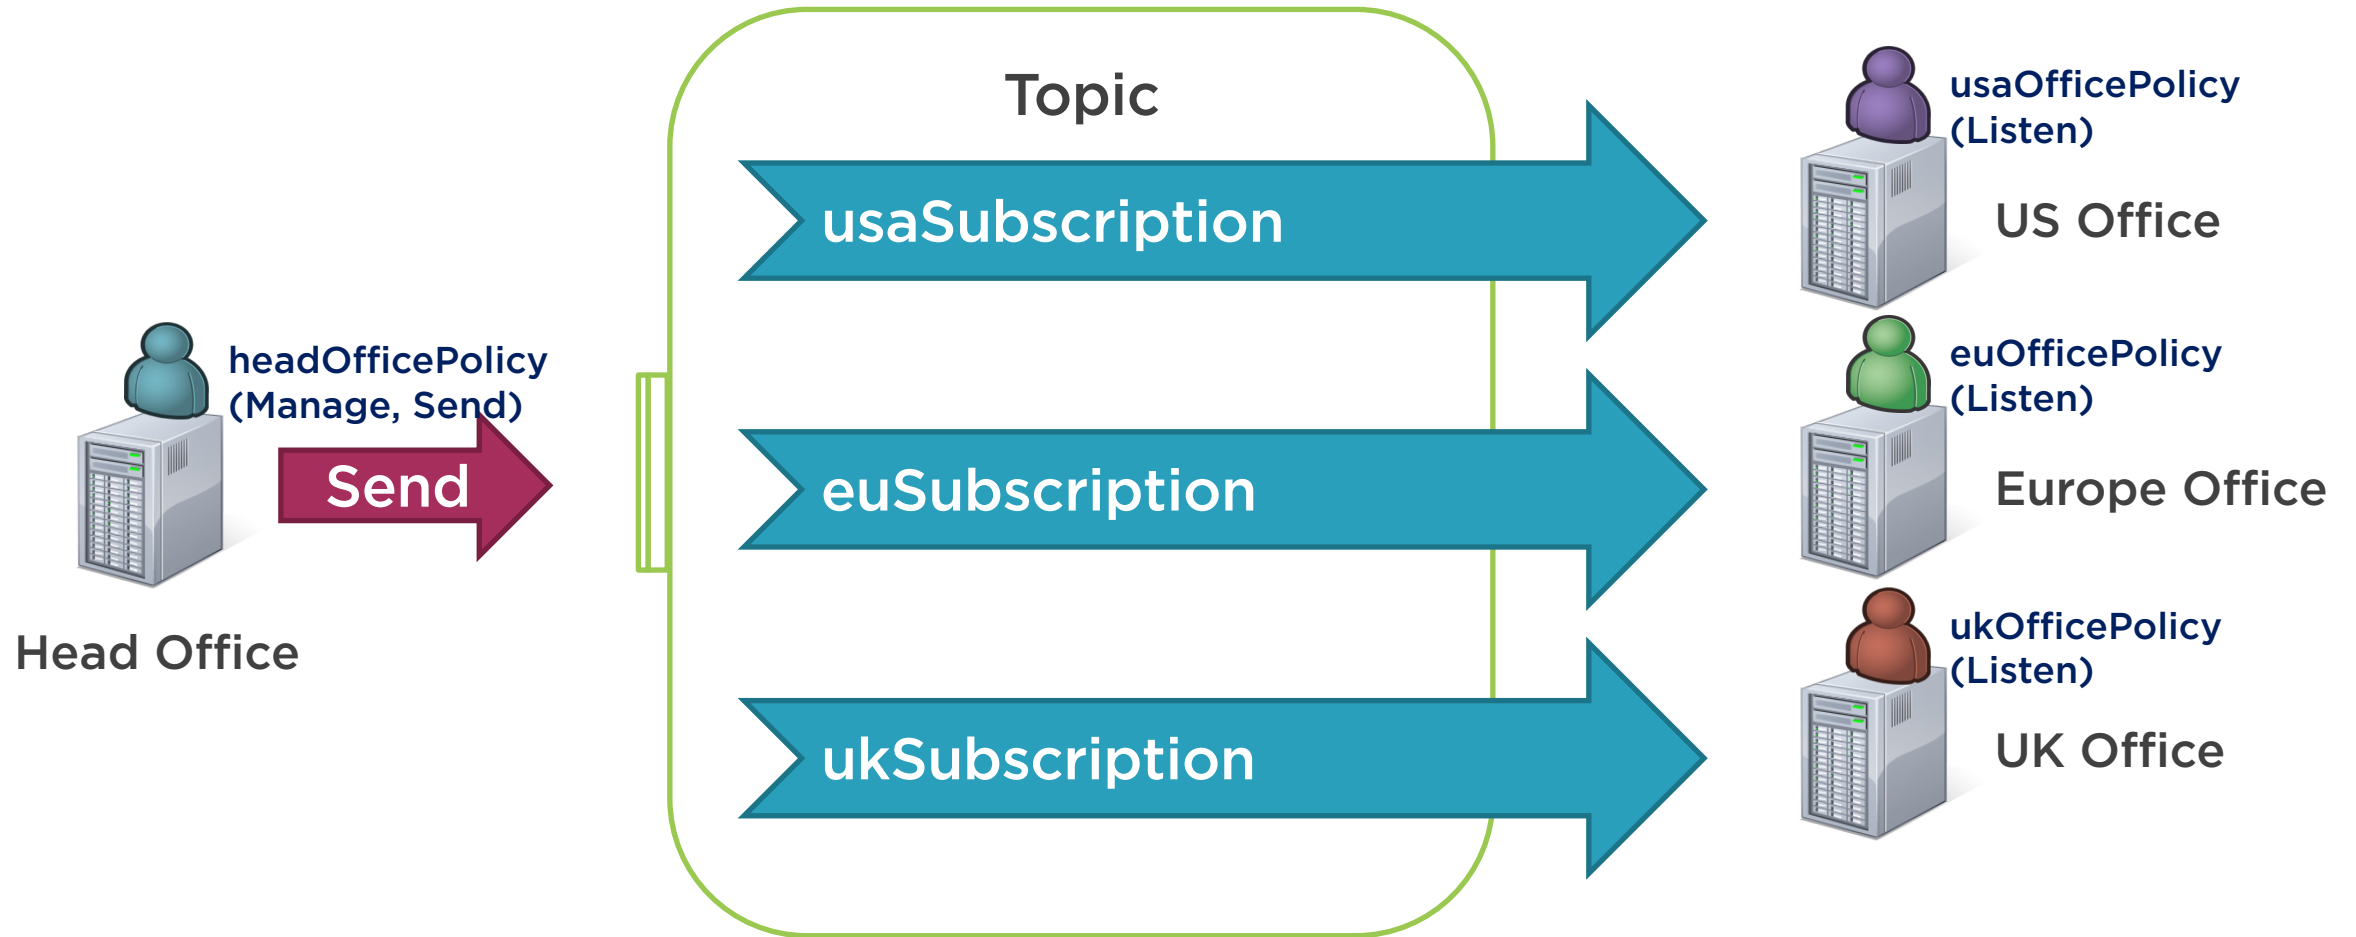 Topic
headOfficePolicy
(Manage, Send)
Send
Head Office
usaSubscription
euSubscription
ukSubscription
usaOfficePolicy
(Listen)
US Office
euOfficePolicy
(Listen)
Europe Office
ukOfficePolicy
(Listen)
UK Office